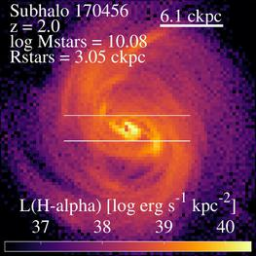 Subhalo 170456
6.1 ckpc
z = 2.0
log Mstars = 10.08
Rstars = 3.05 ckpc
L(H-alpha) [log erg s⁻¹ kpc⁻²]
37 38 39 40